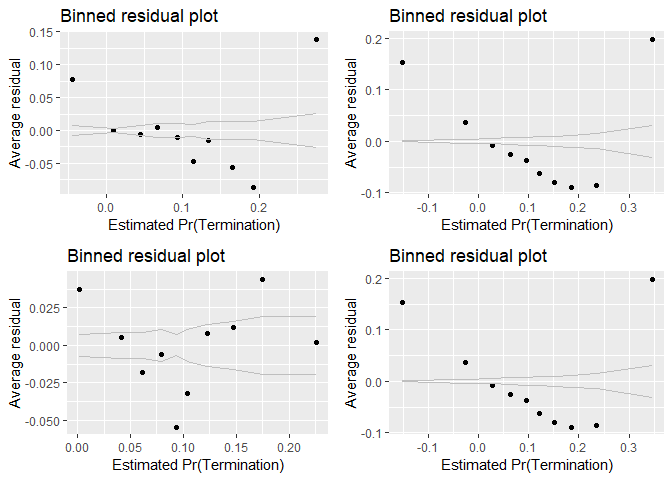 Binned residual plot
0.15
0.10
0.05
0.00
-0.05
Average residual
0.0 0.1 0.2
Estimated Pr(Termination)
Binned residual plot
0.2
0.1
0.0
-0.1
Average residual
-0.1 0.0 0.1 0.2 0.3
Estimated Pr(Termination)
Binned residual plot
0.025
0.000
-0.025
-0.050
Average residual
0.00 0.05 0.10 0.15 0.20
Estimated Pr(Termination)
Binned residual plot
0.2
0.1
0.0
-0.1
Average residual
-0.1 0.0 0.1 0.2 0.3
Estimated Pr(Termination)